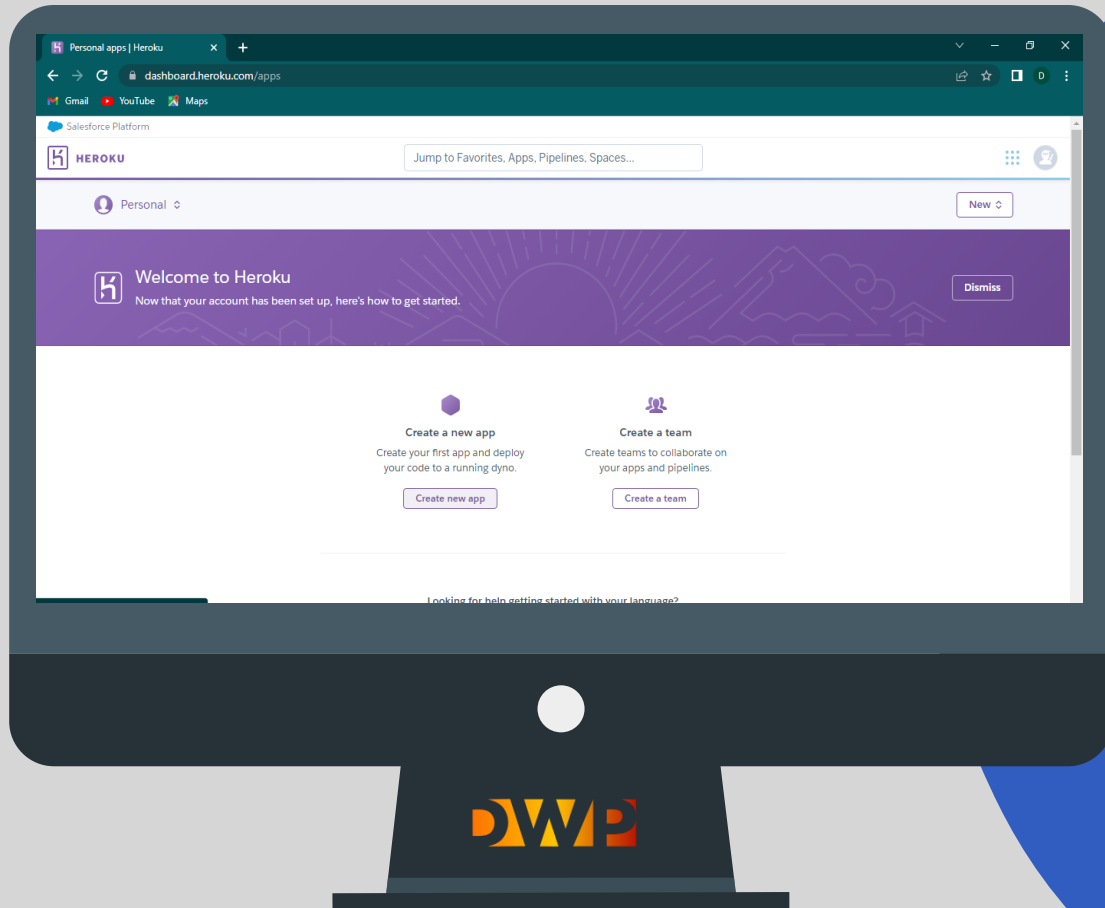 Personal apps | Heroku
dashboard.heroku.com/apps
D
Gmail YouTube Maps
Salesforce Platform
HEROKU
Jump to Favorites, Apps, Pipelines, Spaces...
Personal
New
Welcome to Heroku
Now that your account has been set up, here's how to get started.
Dismiss
Create a new app
Create your first app and deploy
your code to a running dyno.
Create new app
Create a team
Create teams to collaborate on
your apps and pipelines.
Create a team
Looking for help getting started with your language?
DWP